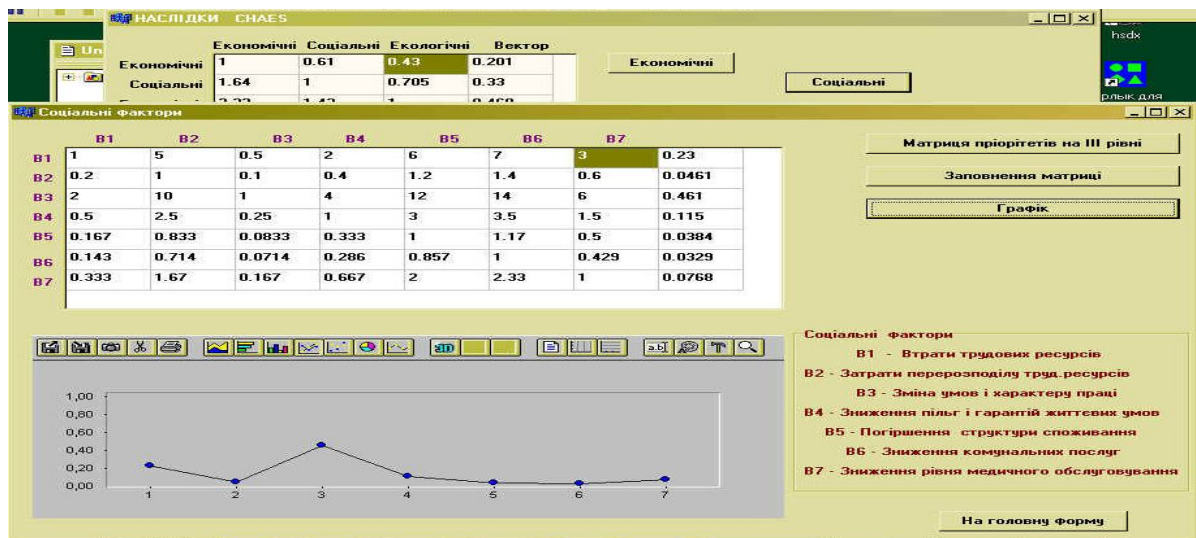 НАСЛІДКИ CHAES
hsdx
Un
Економічні Соціальні Екологічні Вектор
Економічні 1 0.61 0.43 0.201
Економічні
Соціальні 1.64 1 0.705 0.33
Соціальні
рлык для
Соціальні Фактори
B1 B2 B3 B4 B5 B6 B7
B1 1 5 0.5 2 6 7 3 0.23
B2 0.2 1 0.1 0.4 1.2 1.4 0.6 0.0461
B3 2 10 1 4 12 14 6 0.461
B4 0.5 2.5 0.25 1 3 3.5 1.5 0.115
B5 0.167 0.833 0.0833 0.333 1 1.17 0.5 0.0384
B6 0.143 0.714 0.0714 0.286 0.857 1 0.429 0.0329
B7 0.333 1.67 0.167 0.667 2 2.33 1 0.0768
Матриця пріорітетів на III рівні
Заповнення матриці
Графік
3D
a.b
T
1,00
0,80
0,60
0,40
0,20
0,00
1 2 3 4 5 6 7
Соціальні фактори
B1 - Втрати трудових ресурсів
B2 - Затрати перерозподілу труд.ресурсів
B3 - Зміна умов і характеру праці
B4 - Зниження пільг і гарантій життєвих умов
B5 - Погіршення структури споживання
B6 - Зниження комунальних послуг
B7 - Зниження рівня медичного обслуговування
На головну форму